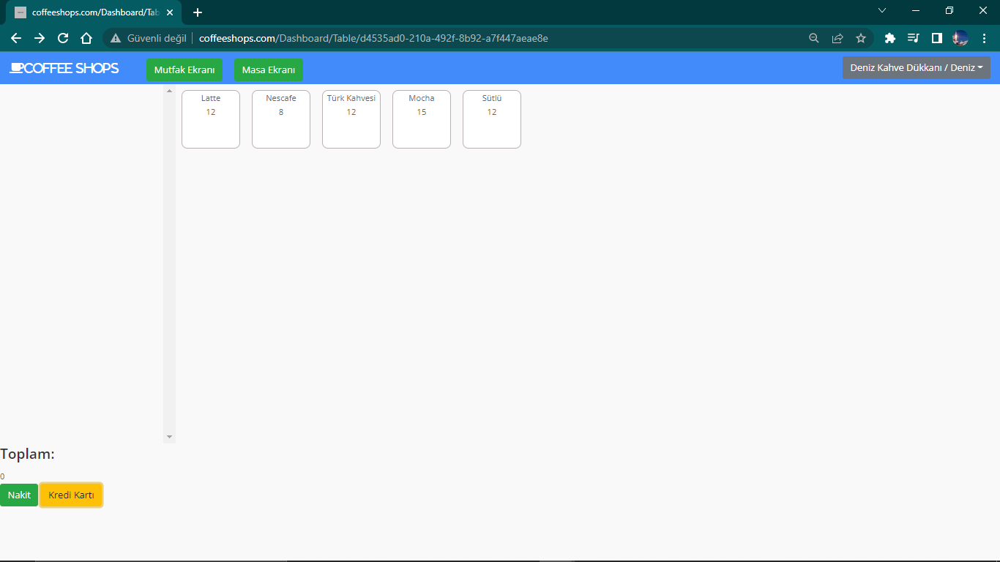 coffeeshops.com/Dashboard/Tab
Güvenli değil
coffeeshops.com/Dashboard/Table/d4535ad0-210a-492f-8b92-a7f447aeae8e
COFFEE SHOPS
Mutfak Ekranı
Masa Ekranı
Deniz Kahve Dükkanı / Deniz
Latte
12
Nescafe
8
Türk Kahvesi
12
Mocha
15
Sütlü
12
Toplam:
0
Nakit
Kredi Kartı